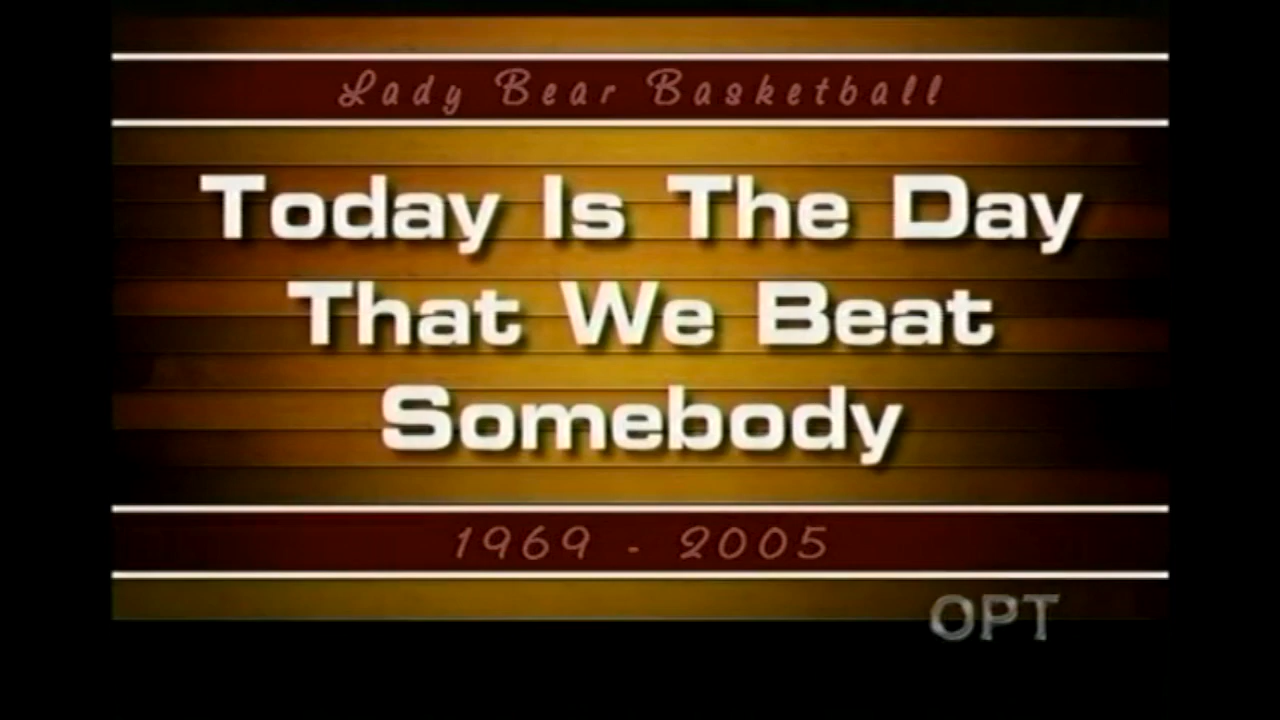 Lady Bear Basketball
Today Is The Day
That We Beat
Somebody
1969 - 2005
OPT